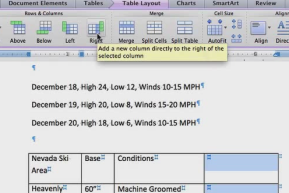 Document Elements Tables Table Layout Charts SmartArt Review
Rows & Columns Merge Cell Size Align
Above Below Left Right Merge Split Cells Split Table AutoFit Align Direc
Add a new column directly to the right of the
selected column
December 18, High 24, Low 12, Winds 10-15 MPH¶
December 19, High 20, Low 8, Winds 15-20 MPH¶
December 20, High 18, Low 6, Winds 10-15 MPH¶
Nevada Ski Base Conditions
Area
Heavenly 60" Machine Groomed